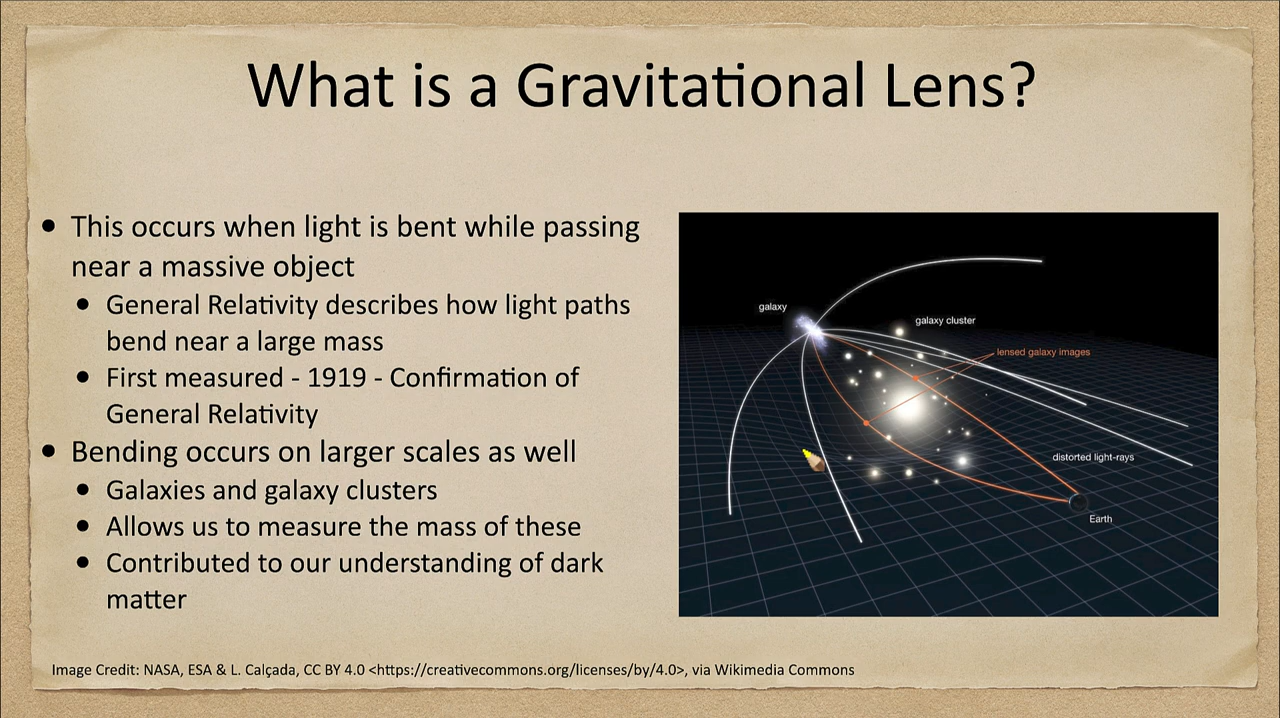 What is a Gravitational Lens?
• This occurs when light is bent while passing
near a massive object
• General Relativity describes how light paths
bend near a large mass
• First measured - 1919 - Confirmation of
General Relativity
• Bending occurs on larger scales as well
• Galaxies and galaxy clusters
• Allows us to measure the mass of these
• Contributed to our understanding of dark
matter
galaxy
galaxy cluster
lensed galaxy images
distorted light-rays
Earth
Image Credit: NASA, ESA & L. Calçada, CC BY 4.0 <https://creativecommons.org/licenses/by/4.0>, via Wikimedia Commons